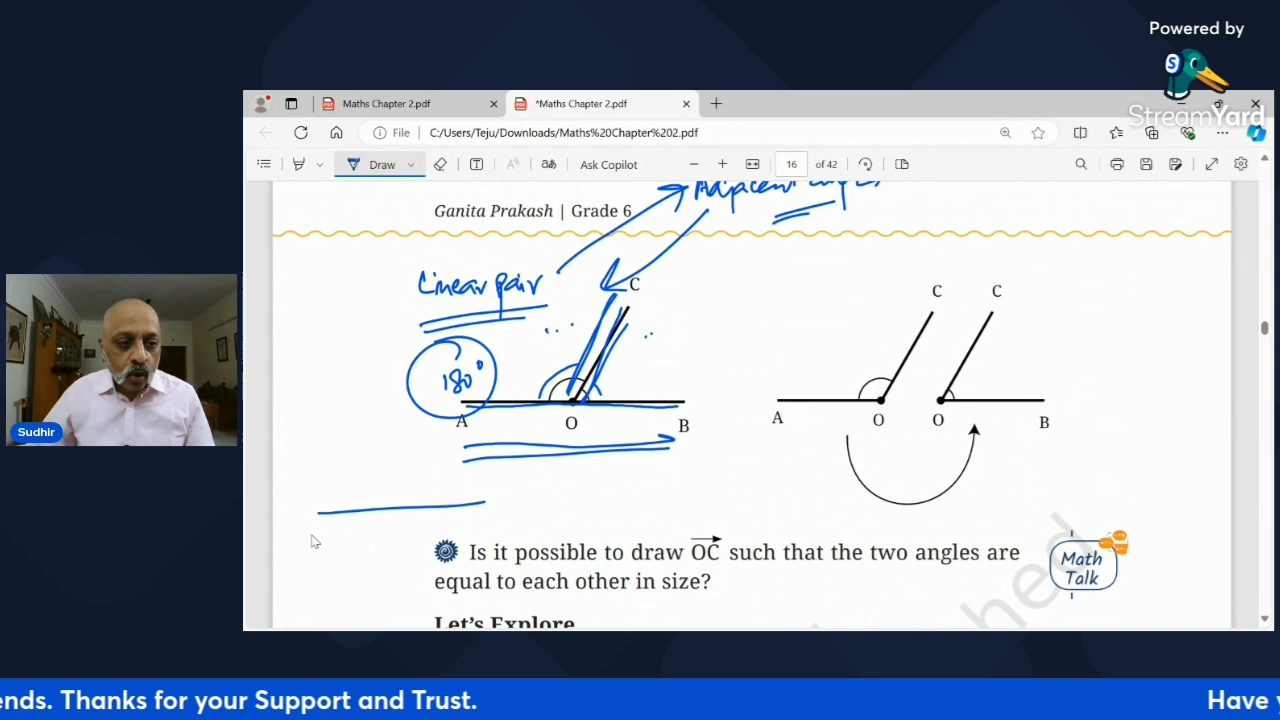 Powered by
StreamYard
Maths Chapter 2.pdf
*Maths Chapter 2.pdf
File
C:/Users/Teju/Downloads/Maths%20Chapter%202.pdf
Draw
Ask Copilot
16
of 42
Adjacent
Ganita Prakash | Grade 6
Linear pair
C
C
C
180°
A
O
B
A
O
O
B
Is it possible to draw OC such that the two angles are
equal to each other in size?
Math
Talk
Let's Explore
hed
Sudhir
ends. Thanks for your Support and Trust.
Have